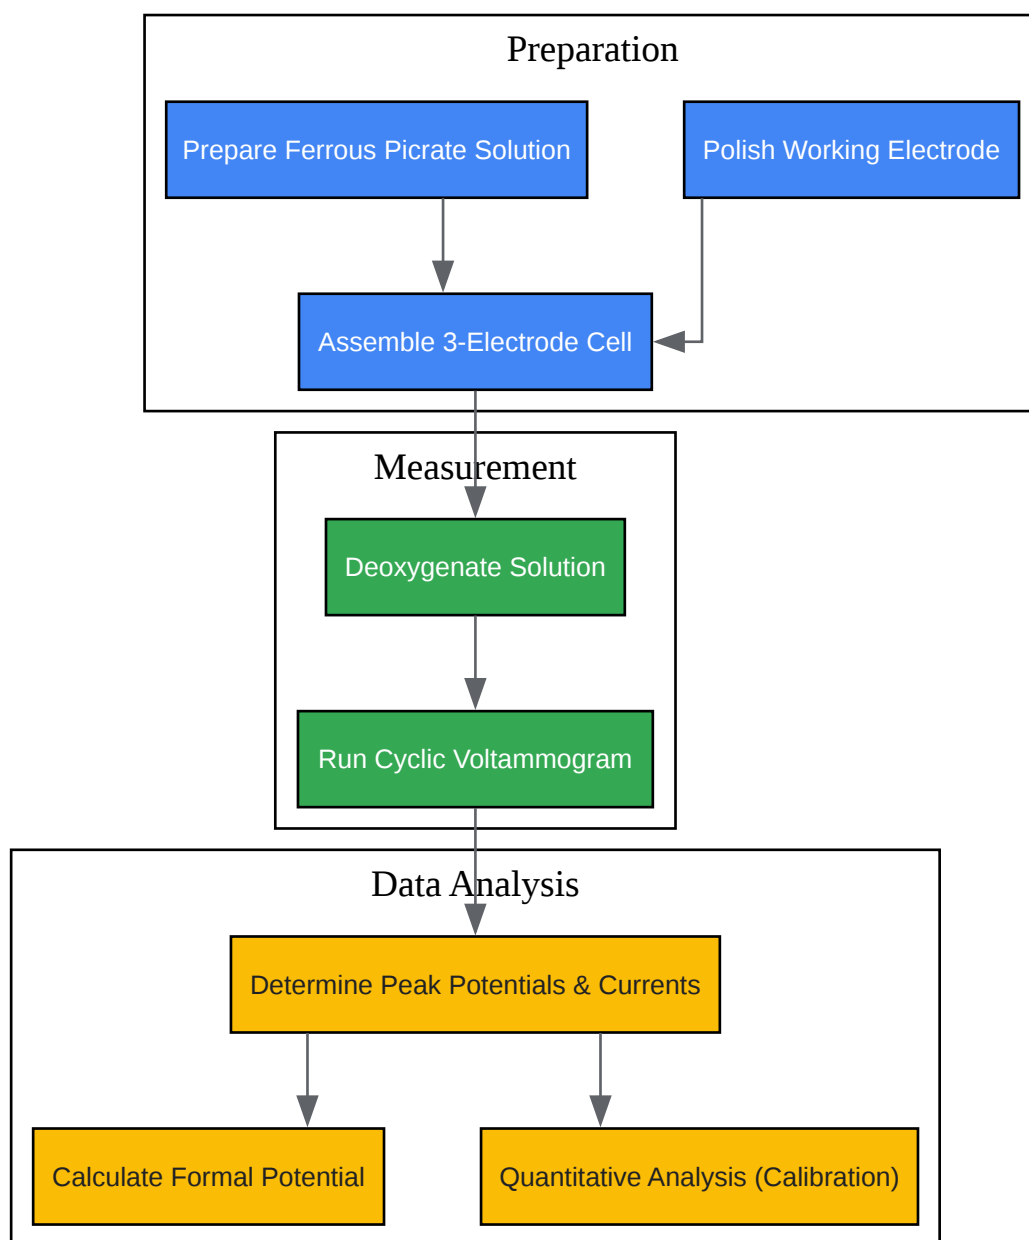 Preparation
Prepare Ferrous Picrate Solution
Polish Working Electrode
Assemble 3-Electrode Cell
Measurement
Deoxygenate Solution
Run Cyclic Voltammogram
Data Analysis
Determine Peak Potentials & Currents
Calculate Formal Potential
Quantitative Analysis (Calibration)